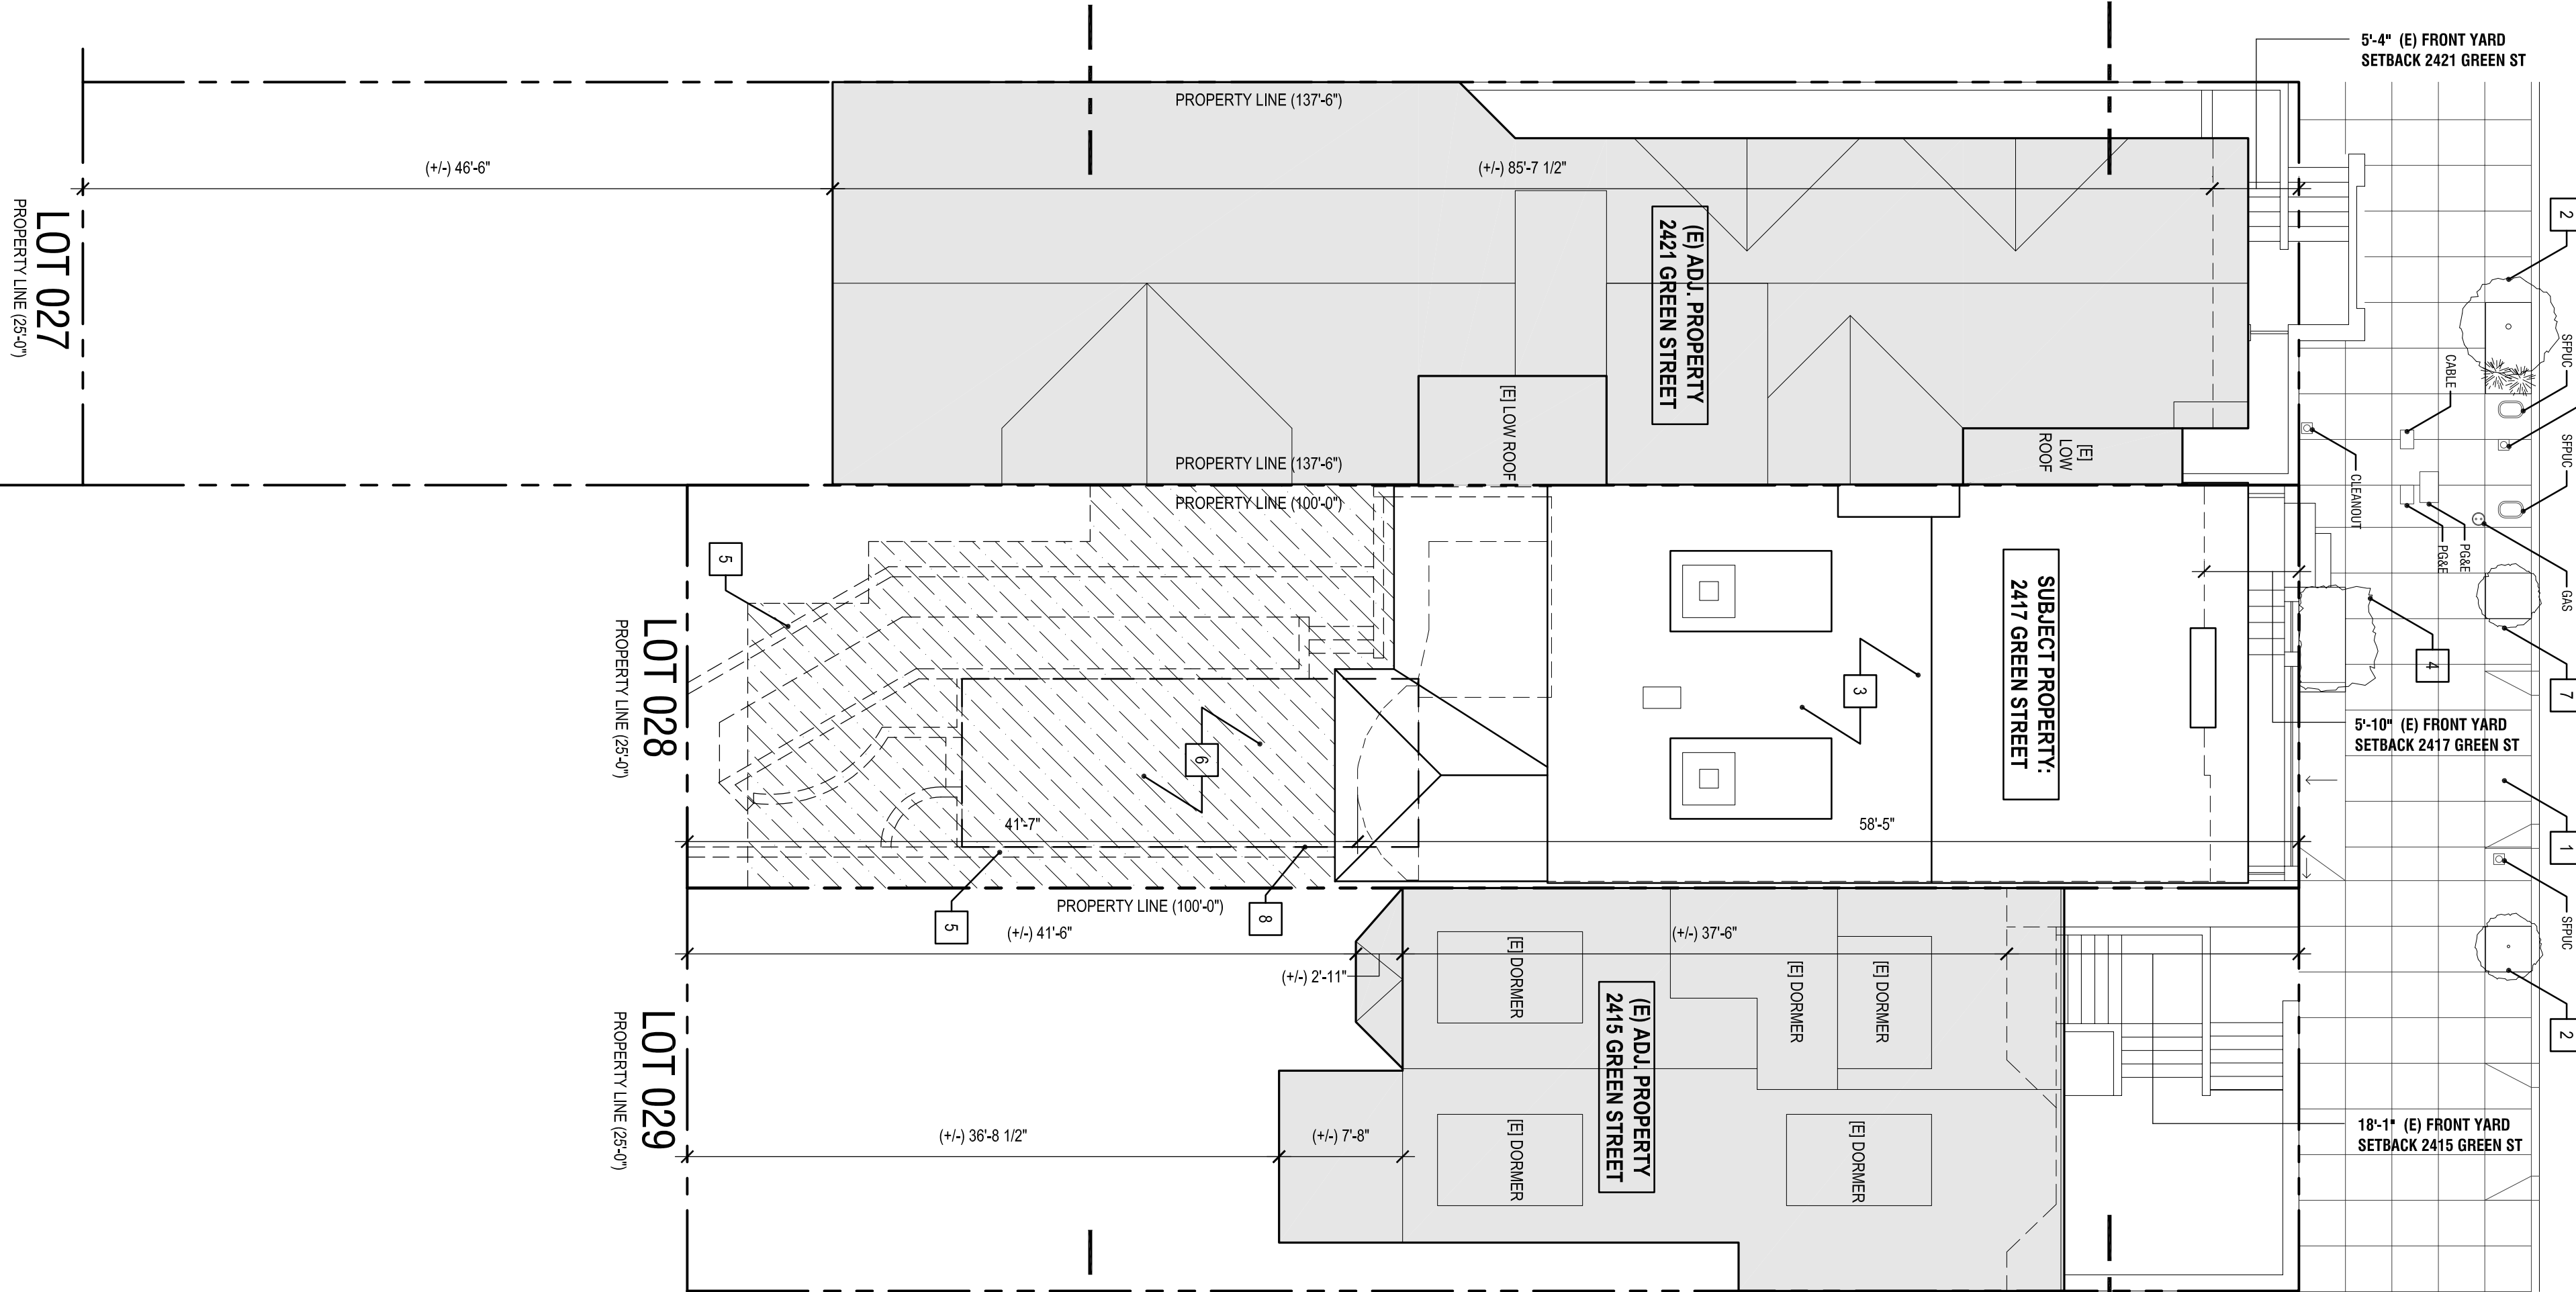 5'-4" (E) FRONT YARD
SETBACK 2421 GREEN ST
PROPERTY LINE (137'-6")
(+/-) 46'-6"
(+/-) 85'-7 1/2"
LOT 027
PROPERTY LINE (25'-0")
(E) ADJ. PROPERTY
2421 GREEN STREET
[E] LOW ROOF
[E]
LOW
ROOF
2
SFPUC
CABLE
SFPUC
CLEANOUT
PG&E
PG&E
GAS
PROPERTY LINE (137'-6")
PROPERTY LINE (100'-0")
5
LOT 028
PROPERTY LINE (25'-0")
SUBJECT PROPERTY:
2417 GREEN STREET
3
4
7
6
5'-10" (E) FRONT YARD
SETBACK 2417 GREEN ST
41'-7"
58'-5"
1
5
8
PROPERTY LINE (100'-0")
(+/-) 41'-6"
(+/-) 37'-6"
(+/-) 2'-11"
SFPUC
2
[E] DORMER
[E] DORMER
[E] DORMER
(E) ADJ. PROPERTY
2415 GREEN STREET
LOT 029
PROPERTY LINE (25'-0")
(+/-) 36'-8 1/2"
(+/-) 7'-8"
[E] DORMER
[E] DORMER
18'-1" (E) FRONT YARD
SETBACK 2415 GREEN ST